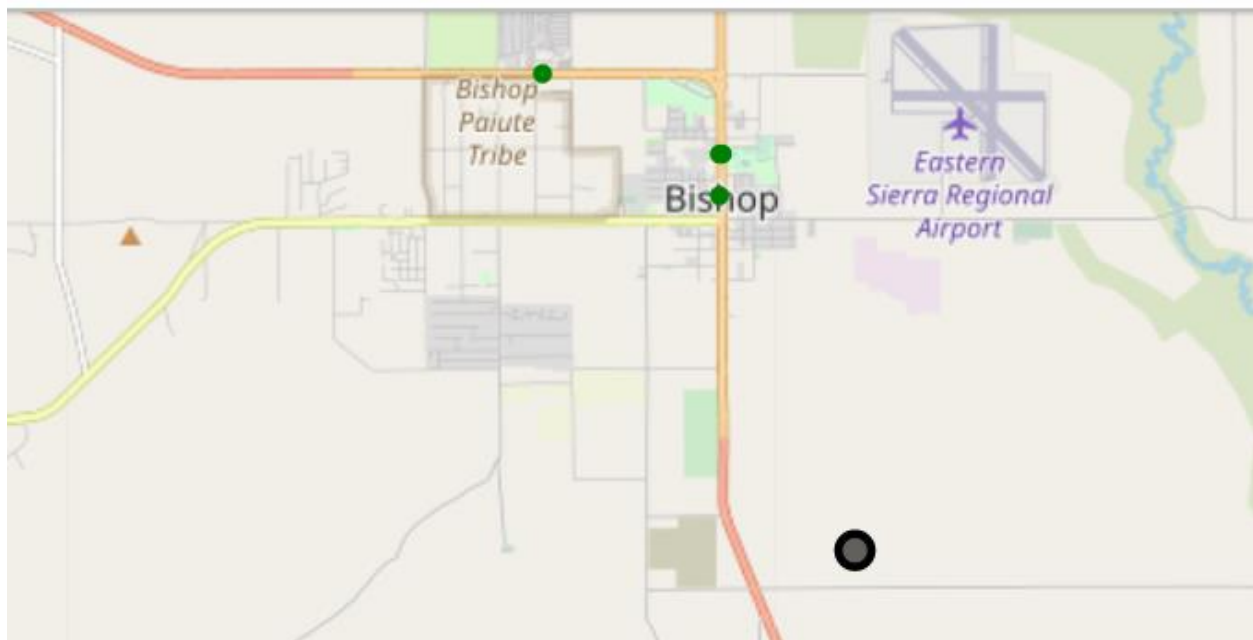 Bishop
Paiute
Tribe
Bishop
Eastern
Sierra Regional
Airport